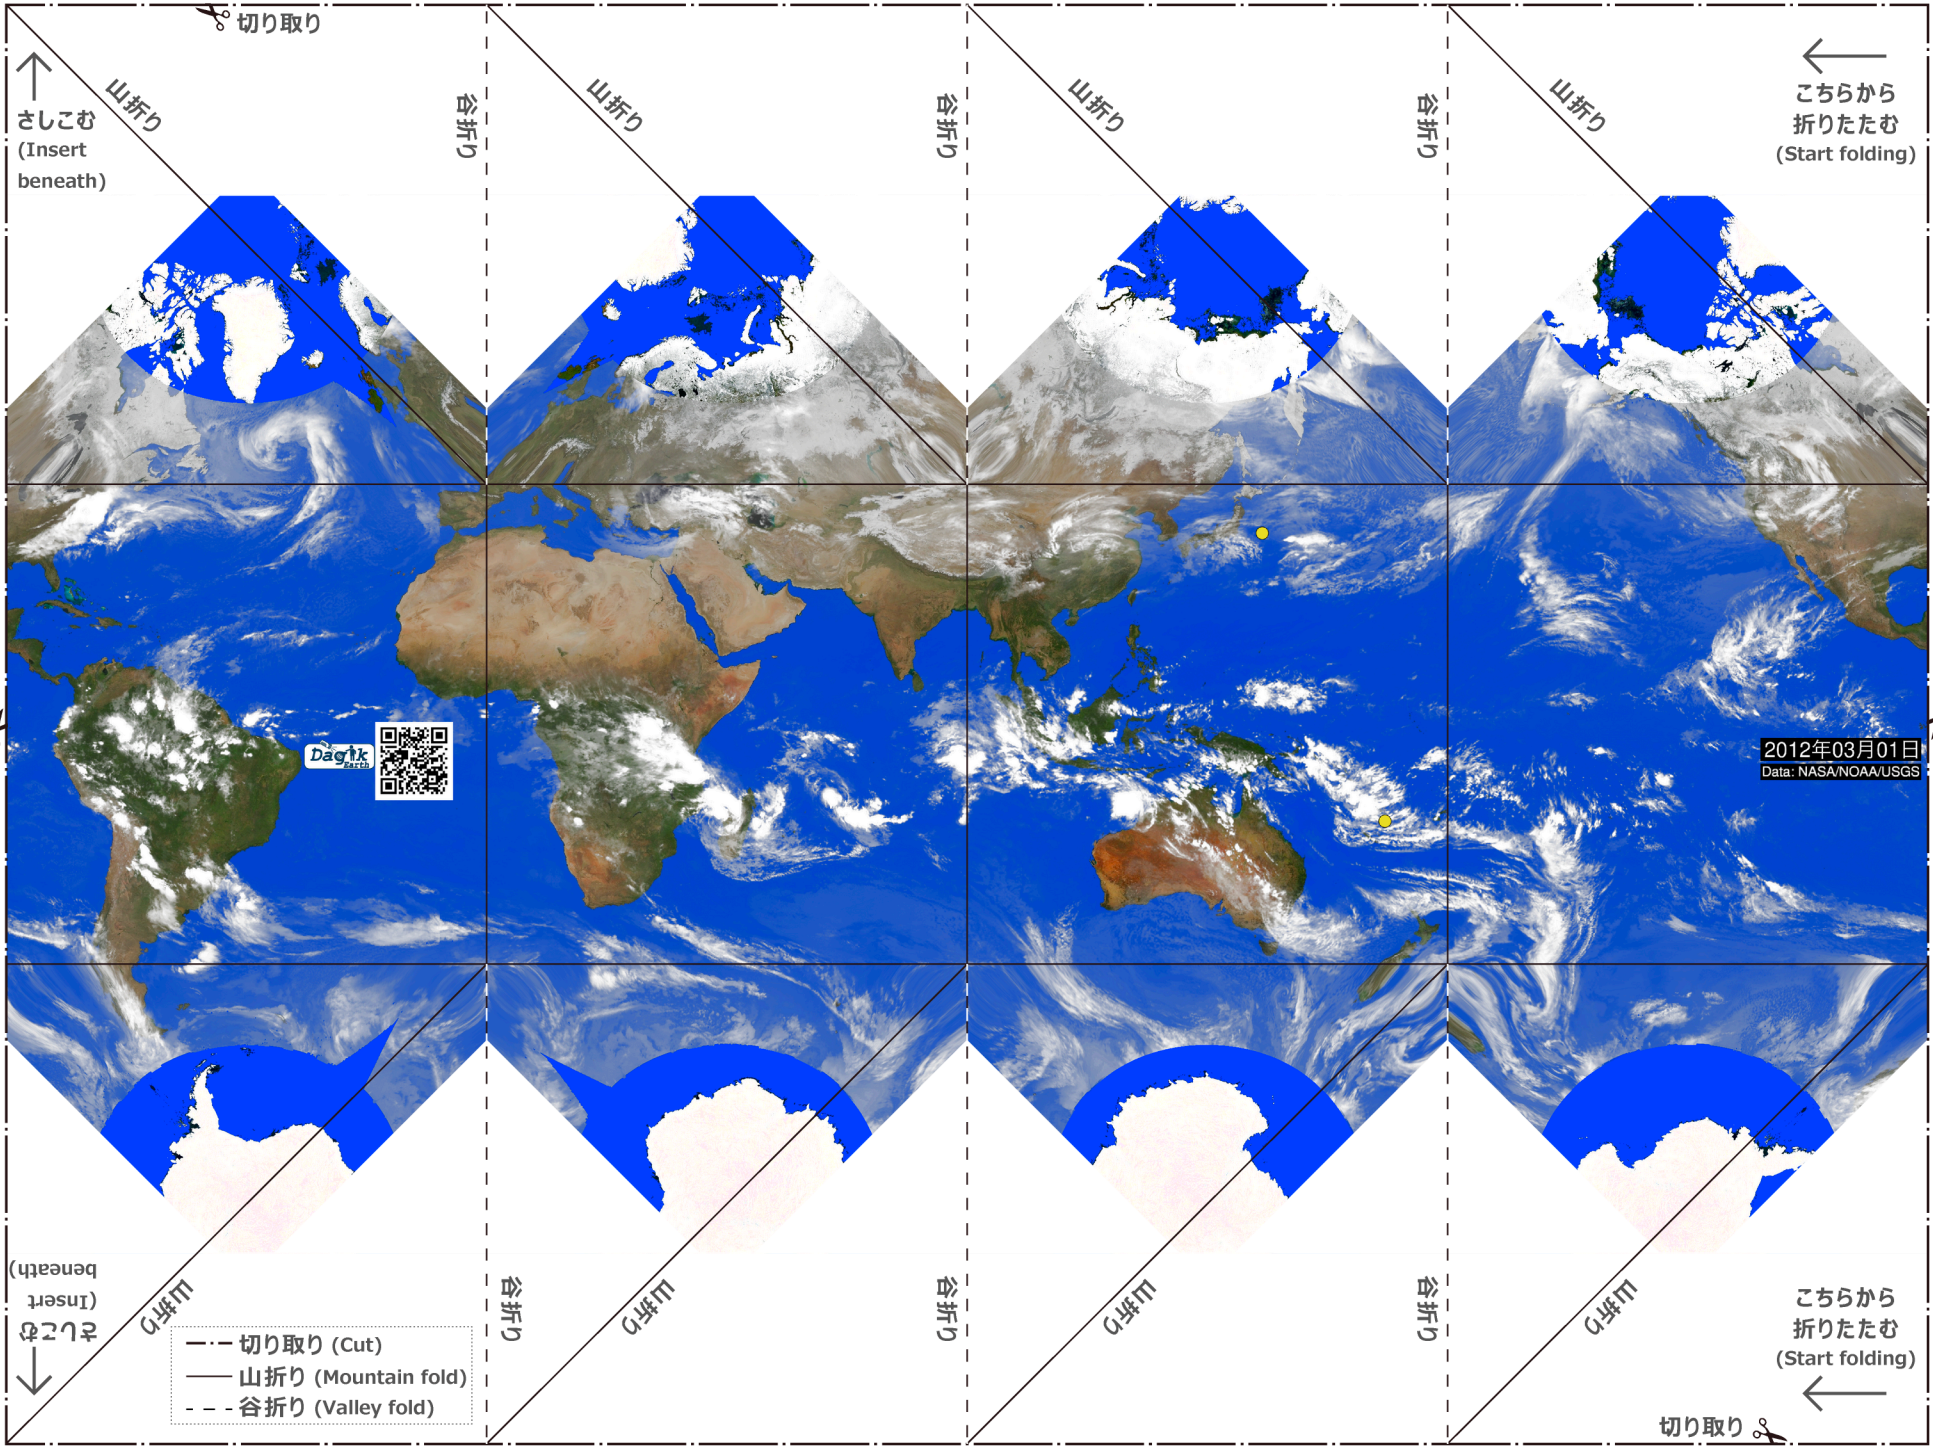 切り取り
さしこむ
(Insert
beneath)
山折り
谷折り
山折り
谷折り
山折り
谷折り
山折り
こちらから
折りたたむ
(Start folding)
Dagik
Earth
2012年03月01日
Data: NASA/NOAA/USGS
さしこむ
(Insert
beneath)
山折り
谷折り
山折り
谷折り
山折り
谷折り
山折り
こちらから
折りたたむ
(Start folding)
切り取り (Cut)
山折り (Mountain fold)
谷折り (Valley fold)
切り取り